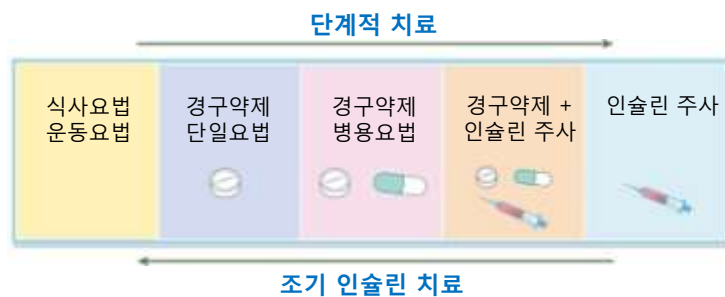 단계적 치료
식사요법
운동요법
경구약제
단일요법
경구약제
병용요법
경구약제 +
인슐린 주사
인슐린 주사
조기 인슐린 치료